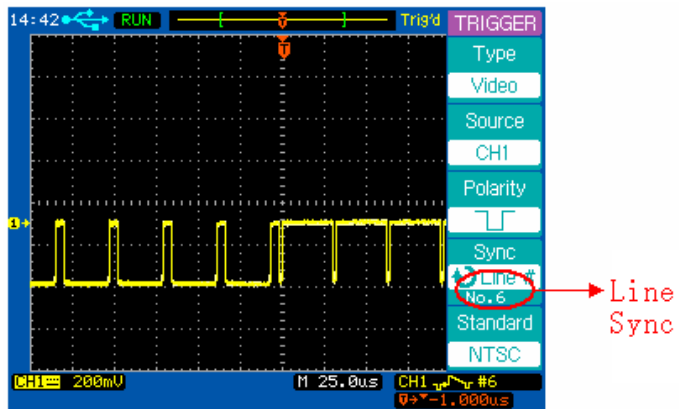 14:42 RUN Trig'd TRIGGER
T
Type
Video
Source
CH1
Polarity
1
Sync
Line #
No.6
Line
Sync
Standard
NTSC
CH1 200mV M 25.0us CH1 #6
T→▼-1.000us